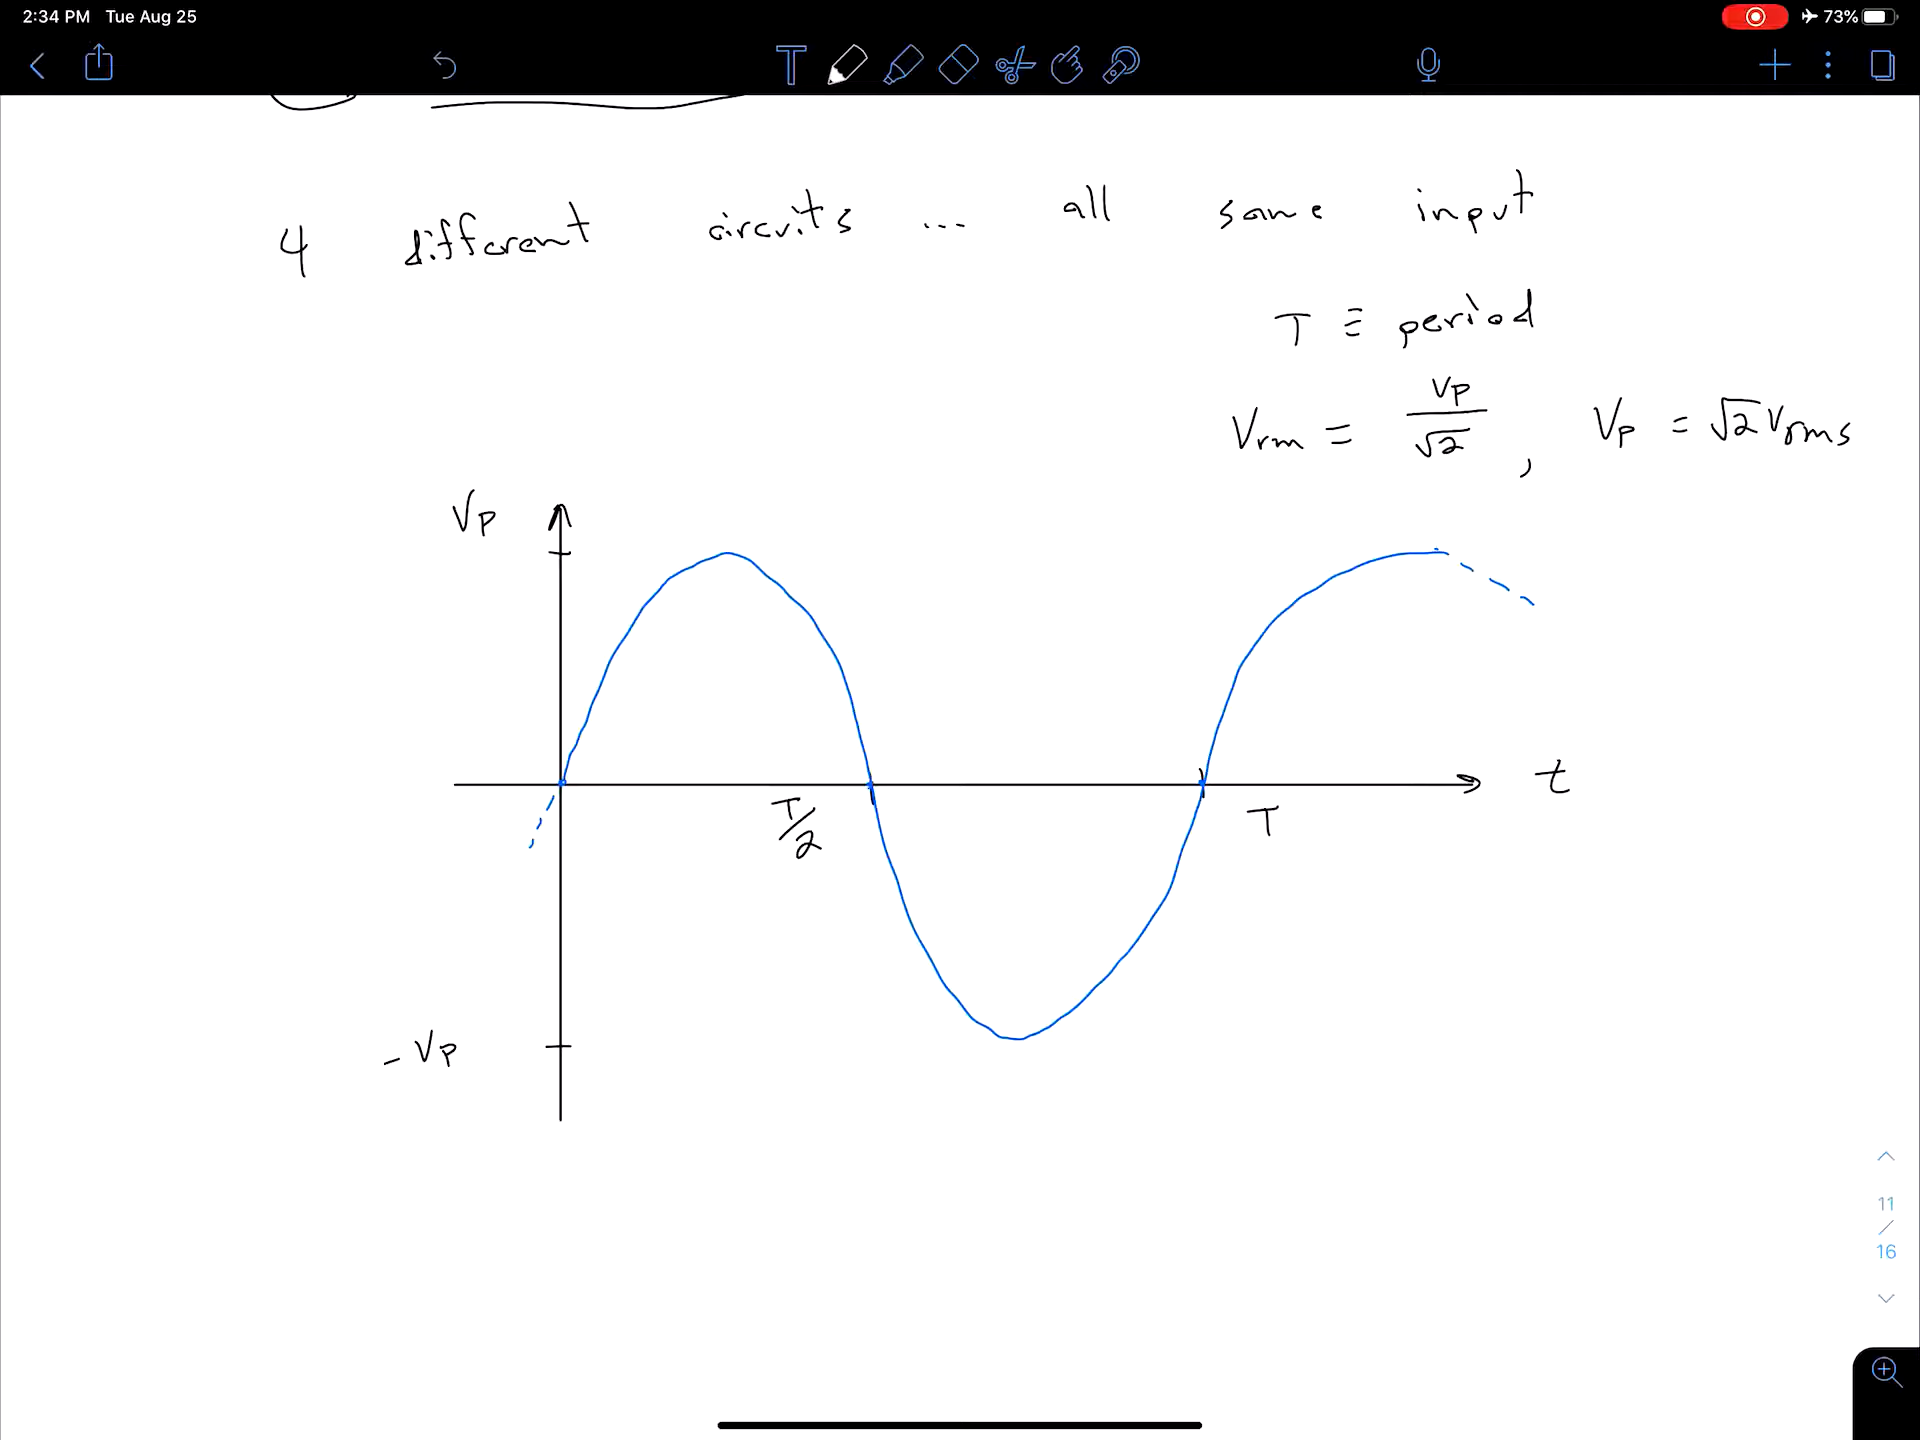 2:34 PM Tue Aug 25
73%
4 different circuits ... all same input
T ≡ period
Vrm = Vp/√2 , Vp = √2 Vrms
Vp
t
T/2
T
- Vp
11
/
16